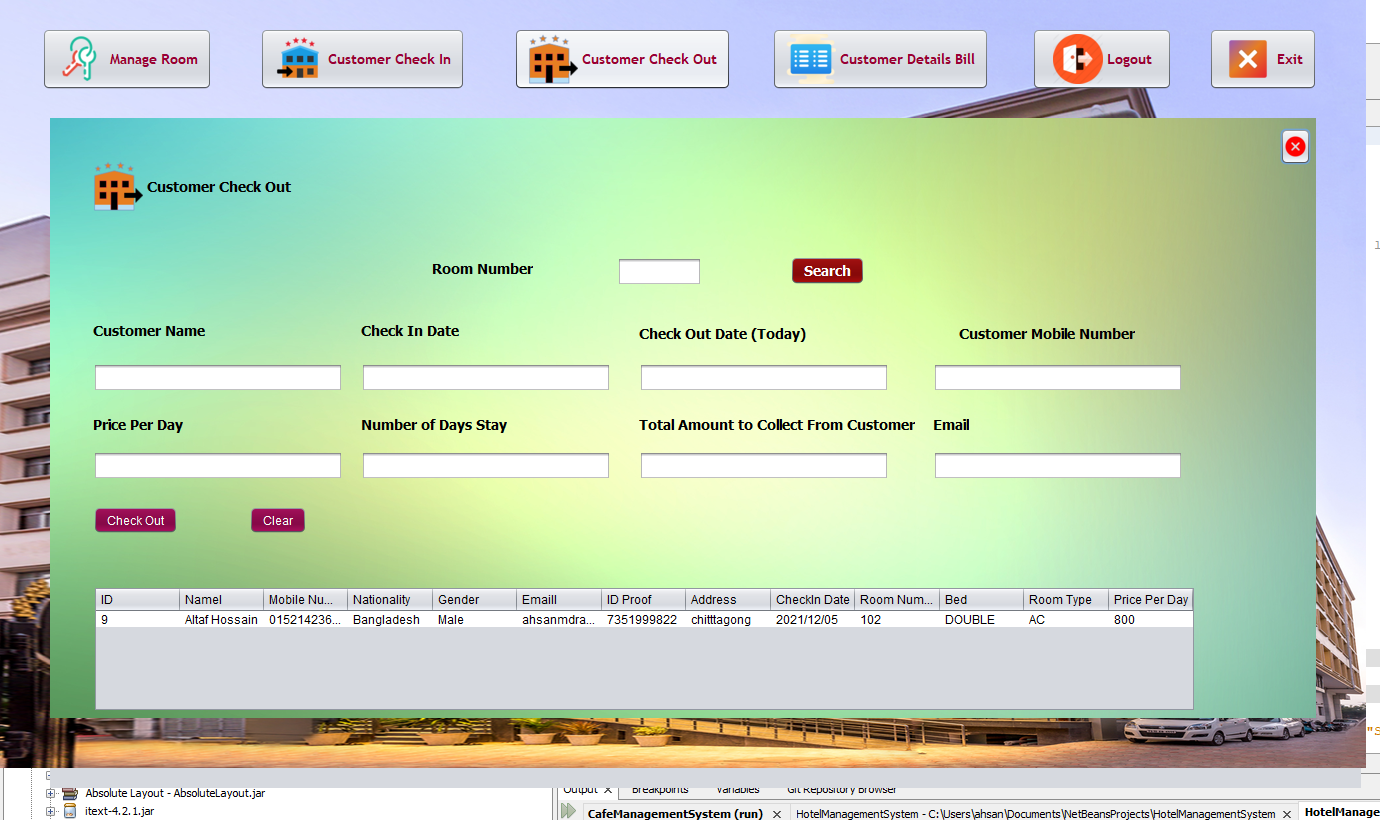 Manage Room Customer Check In Customer Check Out Customer Details Bill Logout Exit
Customer Check Out
Room Number Search
Customer Name Check In Date Check Out Date (Today) Customer Mobile Number
Price Per Day Number of Days Stay Total Amount to Collect From Customer Email
Check Out Clear
ID Namel Mobile Nu... Nationality Gender Emaill ID Proof Address CheckIn Date Room Num... Bed Room Type Price Per Day
9 Altaf Hossain 015214236... Bangladesh Male ahsanmdra... 7351999822 chitttagong 2021/12/05 102 DOUBLE AC 800
Absolute Layout - AbsoluteLayout.jar Output Breakpoints Variables Git Repository Browser
itext-4.2.1.jar CafeManagementSystem (run) HotelManagementSystem - C:\Users\ahsan\Documents\NetBeansProjects\HotelManagementSystem HotelManage